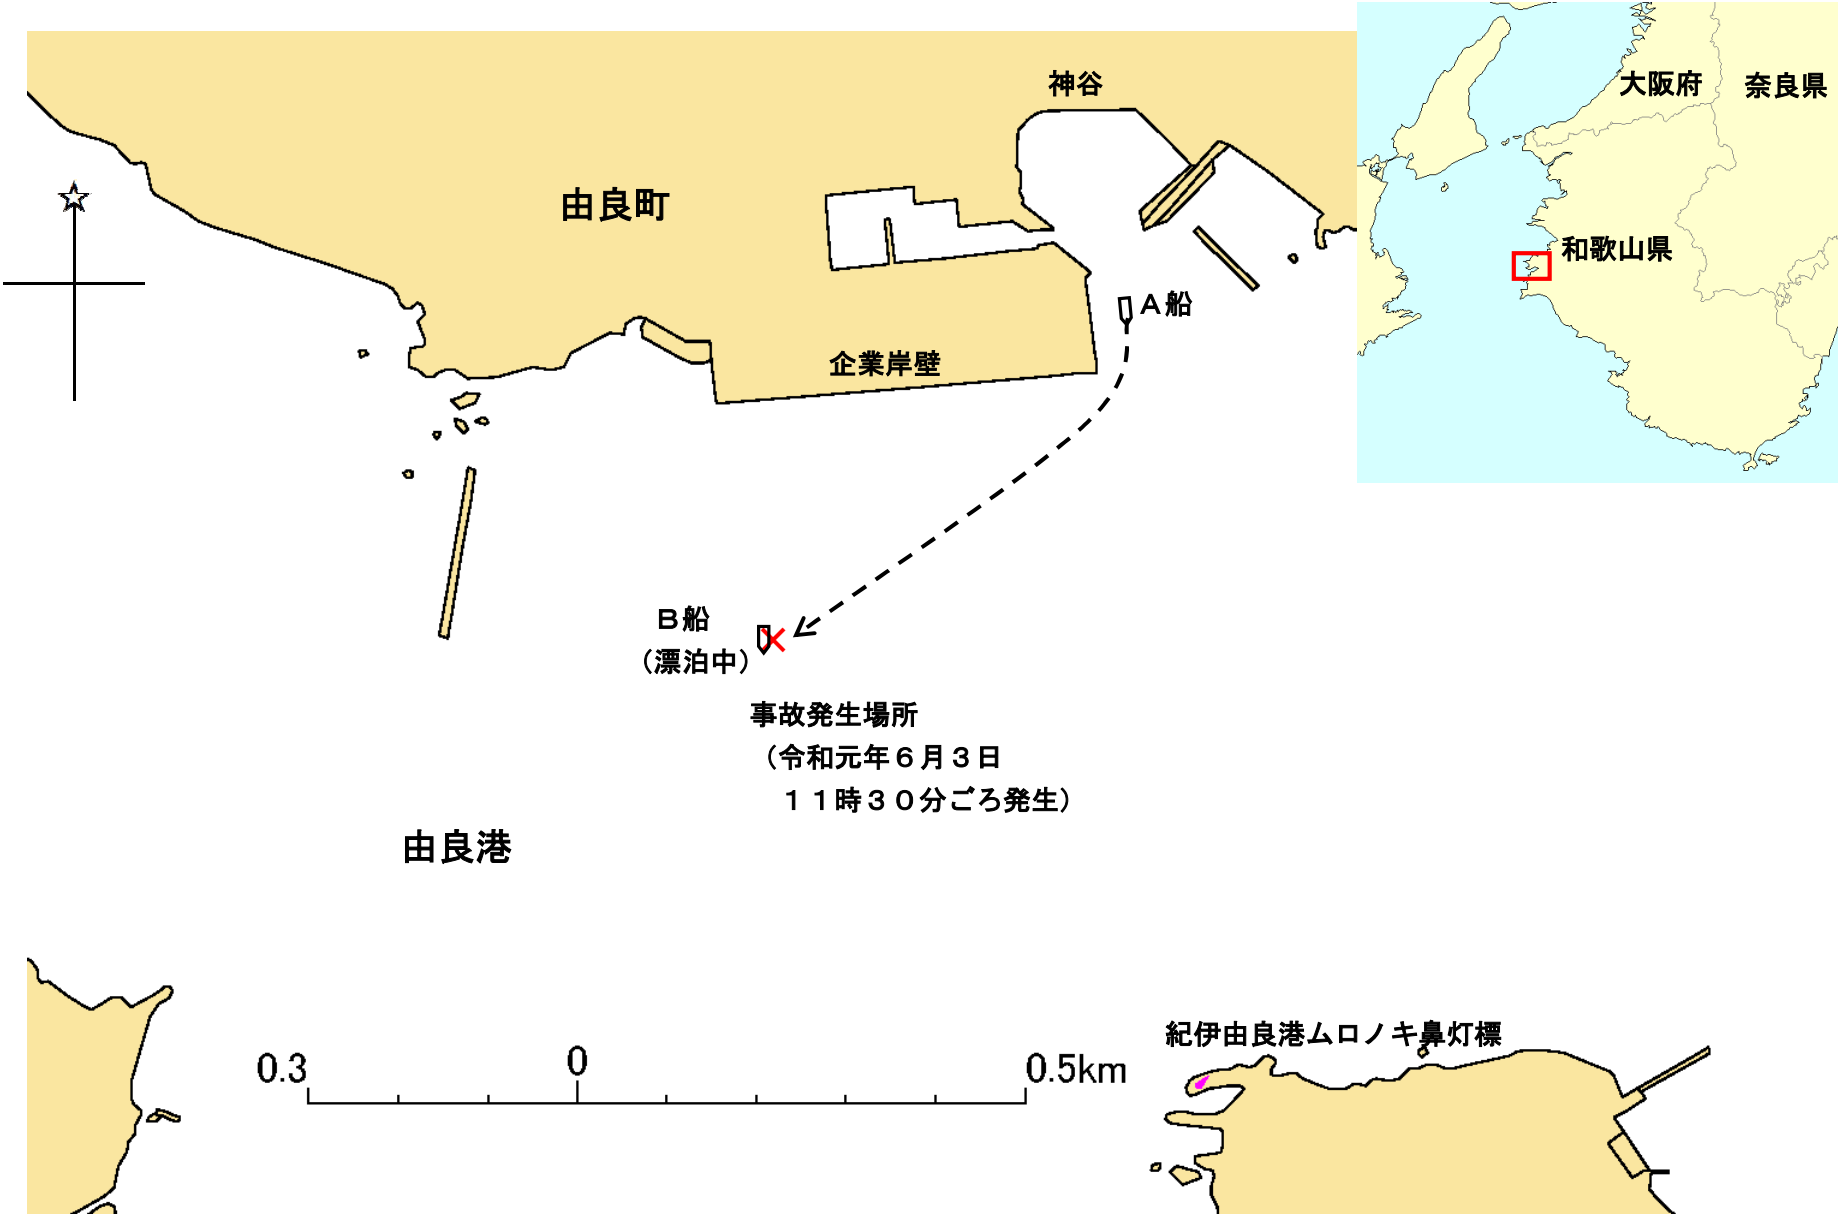 神谷
大阪府
奈良県
由良町
和歌山県
A船
企業岸壁
B船
(漂泊中)
事故発生場所
(令和元年6月3日
11時30分ごろ発生)
由良港
紀伊由良港ムロノキ鼻灯標
0.3 0 0.5km